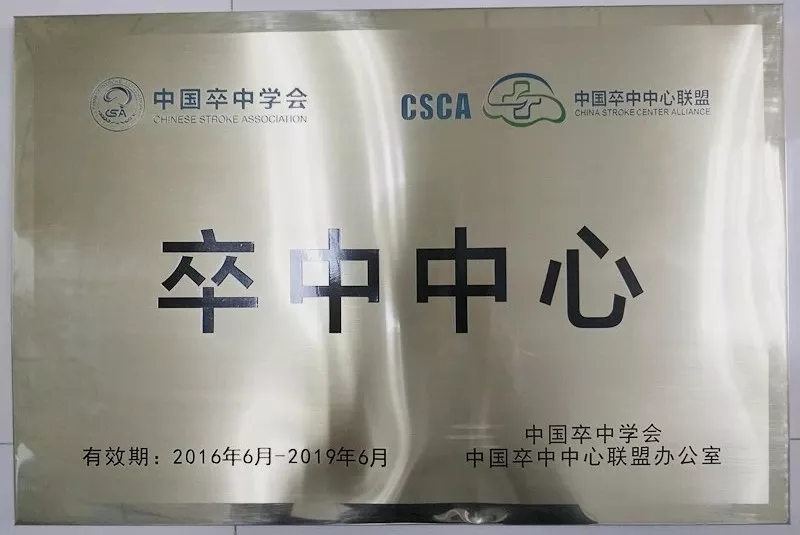 中国卒中学会
CHINESE STROKE ASSOCIATION
CSCA
中国卒中中心联盟
CHINA STROKE CENTER ALLIANCE
卒中中心
有效期：2016年6月-2019年6月
中国卒中学会
中国卒中中心联盟办公室